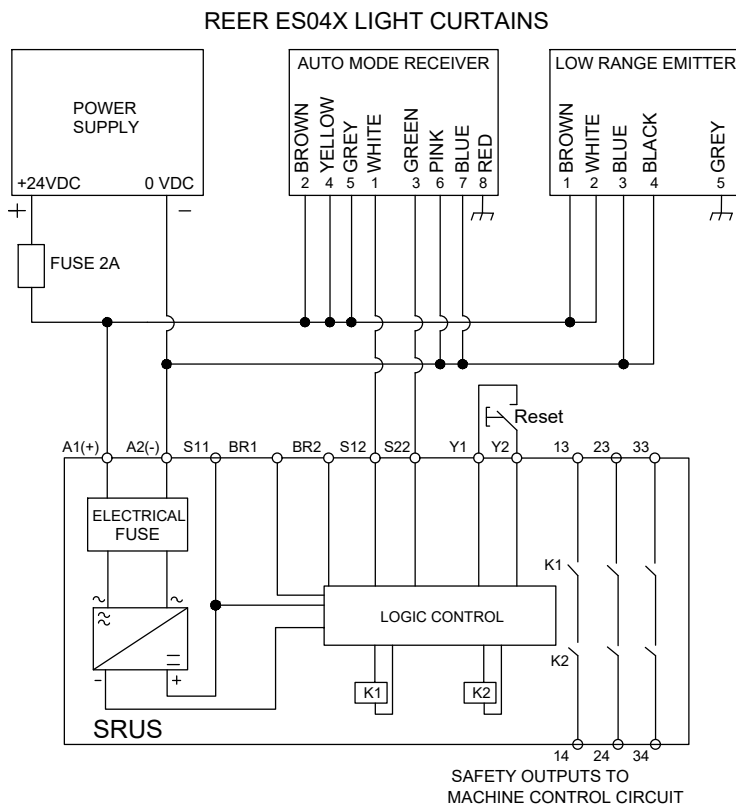 REER ES04X LIGHT CURTAINS
POWER
SUPPLY
+24VDC 0 VDC
+ −
FUSE 2A
AUTO MODE RECEIVER
BROWN YELLOW GREY WHITE GREEN PINK BLUE RED
2 4 5 1 3 6 7 8
LOW RANGE EMITTER
BROWN WHITE BLUE BLACK GREY
1 2 3 4 5
Reset
A1(+) A2(-) S11 BR1 BR2 S12 S22 Y1 Y2 13 23 33
ELECTRICAL
FUSE
~ ~
- +
LOGIC CONTROL
K1 K2
K1
K2
SRUS
14 24 34
SAFETY OUTPUTS TO
MACHINE CONTROL CIRCUIT